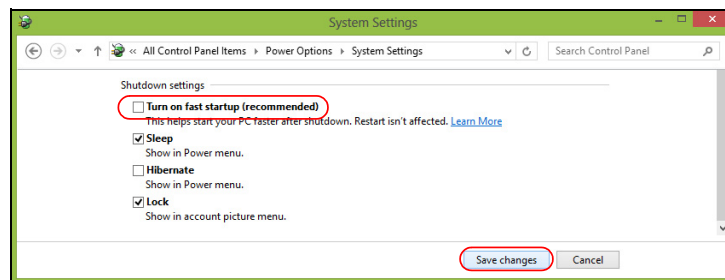 System Settings
« All Control Panel Items Power Options System Settings Search Control Panel
Shutdown settings
Turn on fast startup (recommended)
This helps start your PC faster after shutdown. Restart isn't affected. Learn More
Sleep
Show in Power menu.
Hibernate
Show in Power menu.
Lock
Show in account picture menu.
Save changes Cancel